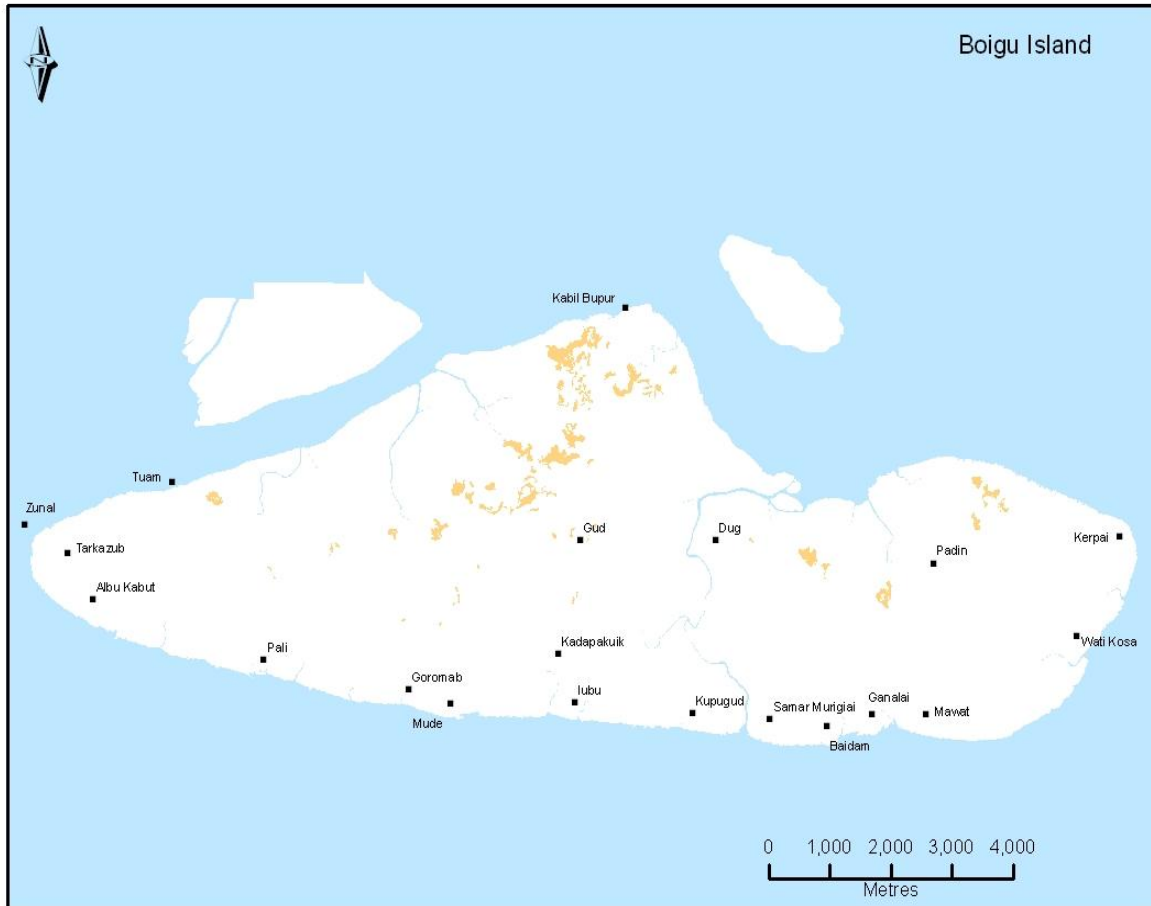 Boigu Island
N
Kabil Bupur
Tuam
Zunal
Gud
Dug
Kerpai
Tarkazub
Padin
Albu Kabut
Wati Kosa
Kadapakuik
Pali
Goromab
Iubu
Kupugud
Samar Murigiai
Ganalai
Mawat
Mude
Baidam
0 1,000 2,000 3,000 4,000
Metres